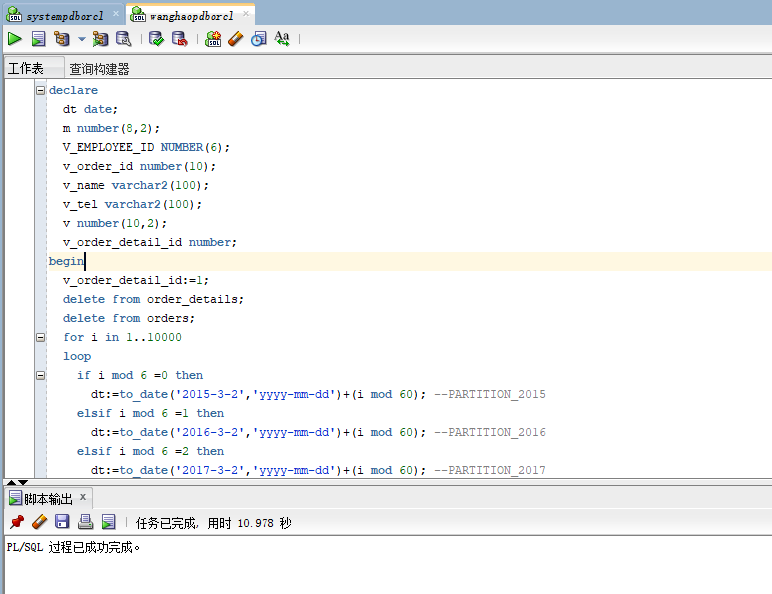 systempdborcl × wanghaopdborcl ×
工作表 查询构建器
declare
dt date;
m number(8,2);
V_EMPLOYEE_ID NUMBER(6);
v_order_id number(10);
v_name varchar2(100);
v_tel varchar2(100);
v number(10,2);
v_order_detail_id number;
begin
v_order_detail_id:=1;
delete from order_details;
delete from orders;
for i in 1..10000
loop
if i mod 6 =0 then
dt:=to_date('2015-3-2','yyyy-mm-dd')+(i mod 60); --PARTITION_2015
elsif i mod 6 =1 then
dt:=to_date('2016-3-2','yyyy-mm-dd')+(i mod 60); --PARTITION_2016
elsif i mod 6 =2 then
dt:=to_date('2017-3-2','yyyy-mm-dd')+(i mod 60); --PARTITION_2017
脚本输出 ×
任务已完成, 用时 10.978 秒
PL/SQL 过程已成功完成。